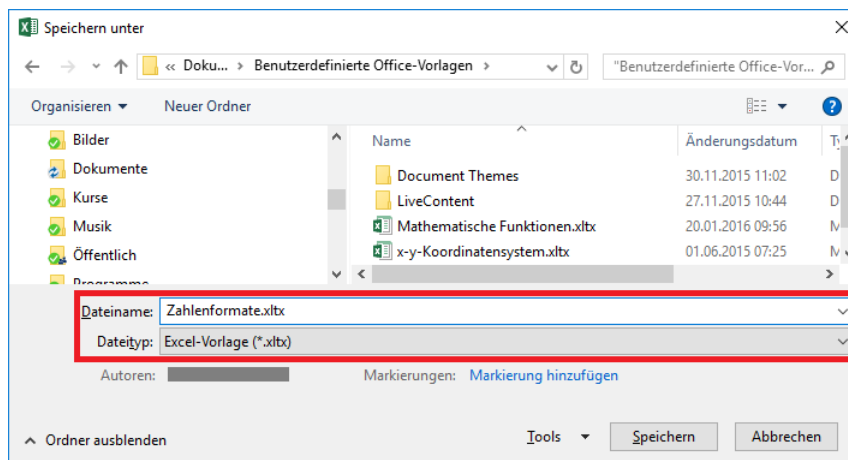 Speichern unter
« Doku... > Benutzerdefinierte Office-Vorlagen >
"Benutzerdefinierte Office-Vor...
Organisieren
Neuer Ordner
Bilder
Dokumente
Kurse
Musik
Öffentlich
Programme
Name
Änderungsdatum
Document Themes
30.11.2015 11:02
D
LiveContent
27.11.2015 10:44
D
Mathematische Funktionen.xltx
20.01.2016 09:56
M
x-y-Koordinatensystem.xltx
01.06.2015 07:25
Dateiname: Zahlenformate.xltx
Dateityp: Excel-Vorlage (*.xltx)
Autoren:
Markierungen: Markierung hinzufügen
Ordner ausblenden
Tools
Speichern
Abbrechen